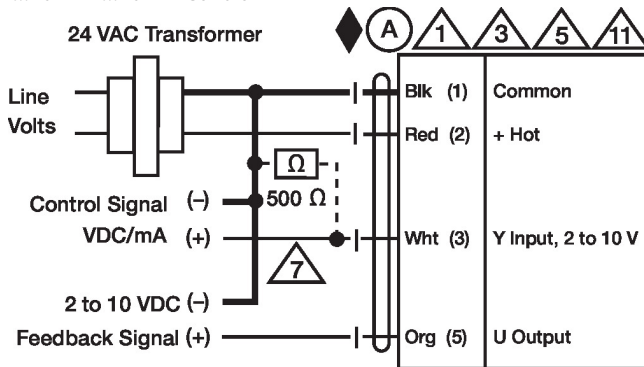 24 VAC Transformer
A 1 3 5 11
Line
Volts
Blk (1) Common
Red (2) + Hot
Ω
500 Ω
Control Signal (-)
VDC/mA (+)
Wht (3) Y Input, 2 to 10 V
7
2 to 10 VDC (-)
Feedback Signal (+)
Org (5) U Output